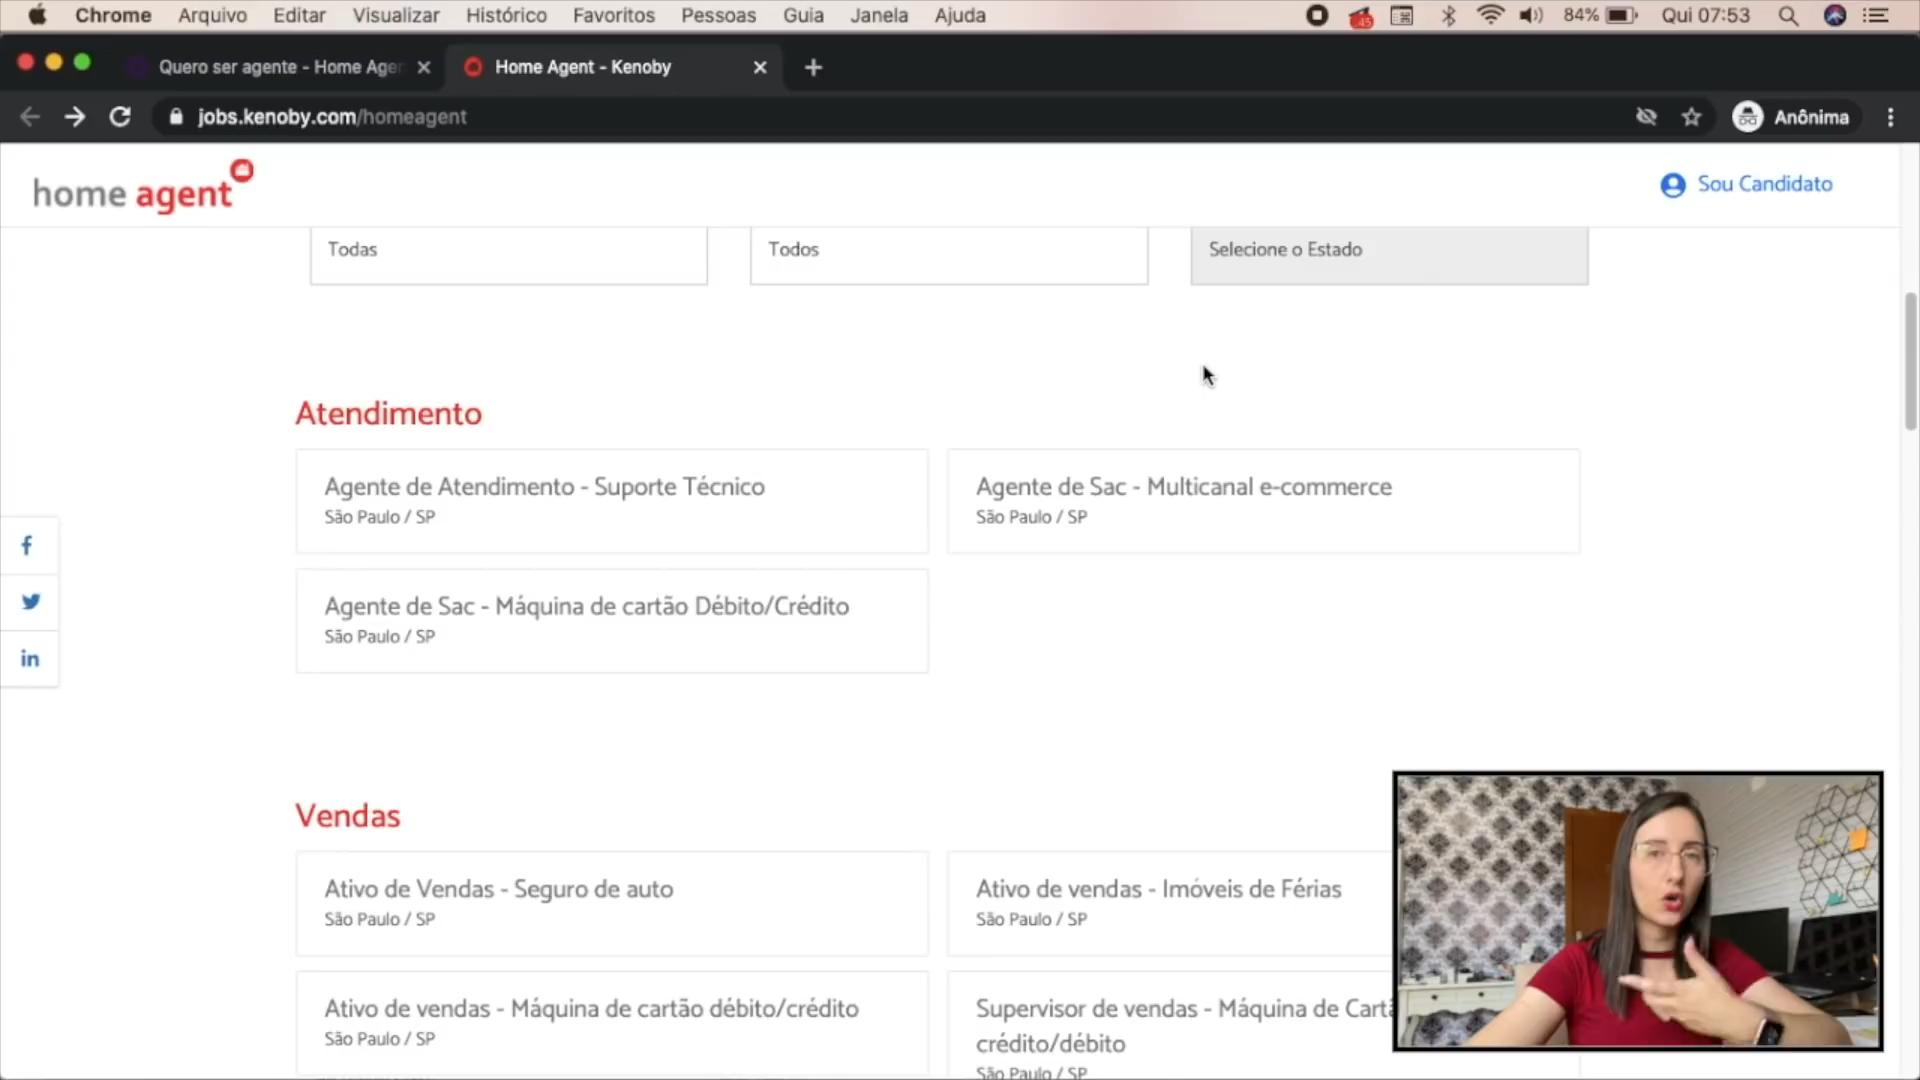 Chrome Arquivo Editar Visualizar Histórico Favoritos Pessoas Guia Janela Ajuda 45 84% Qui 07:53
Quero ser agente - Home Agen
Home Agent - Kenoby
jobs.kenoby.com/homeagent
Anônima
home agent
Sou Candidato
Todas
Todos
Selecione o Estado
Atendimento
Agente de Atendimento - Suporte Técnico
São Paulo / SP
Agente de Sac - Multicanal e-commerce
São Paulo / SP
Agente de Sac - Máquina de cartão Débito/Crédito
São Paulo / SP
f
in
Vendas
Ativo de Vendas - Seguro de auto
São Paulo / SP
Ativo de vendas - Imóveis de Férias
São Paulo / SP
Ativo de vendas - Máquina de cartão débito/crédito
São Paulo / SP
Supervisor de vendas - Máquina de Cartã
crédito/débito
São Paulo / SP